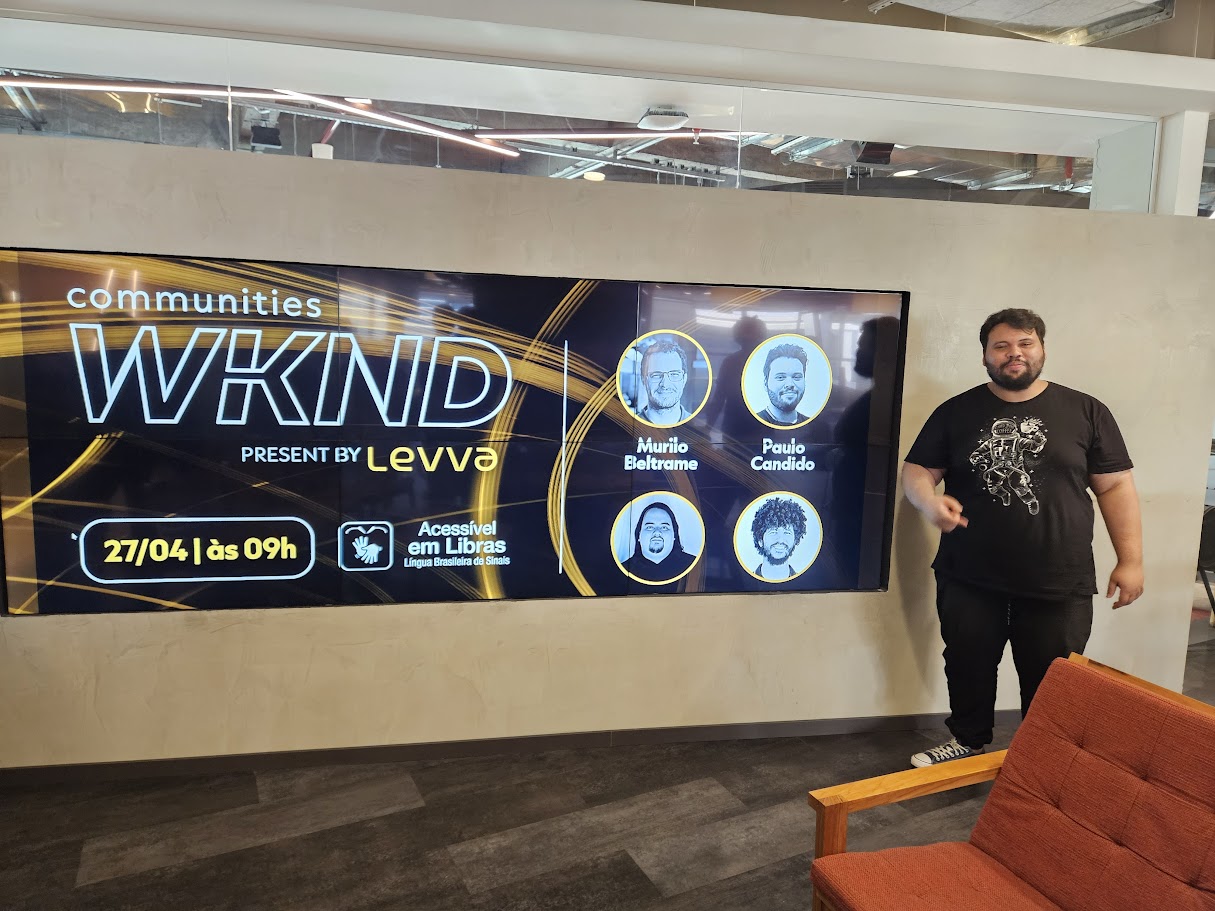 communities
WKND
PRESENT BY Levva
27/04 | às 09h
Acessível
em Libras
Língua Brasileira de Sinais
Murilo
Beltrame
Paulo
Candido